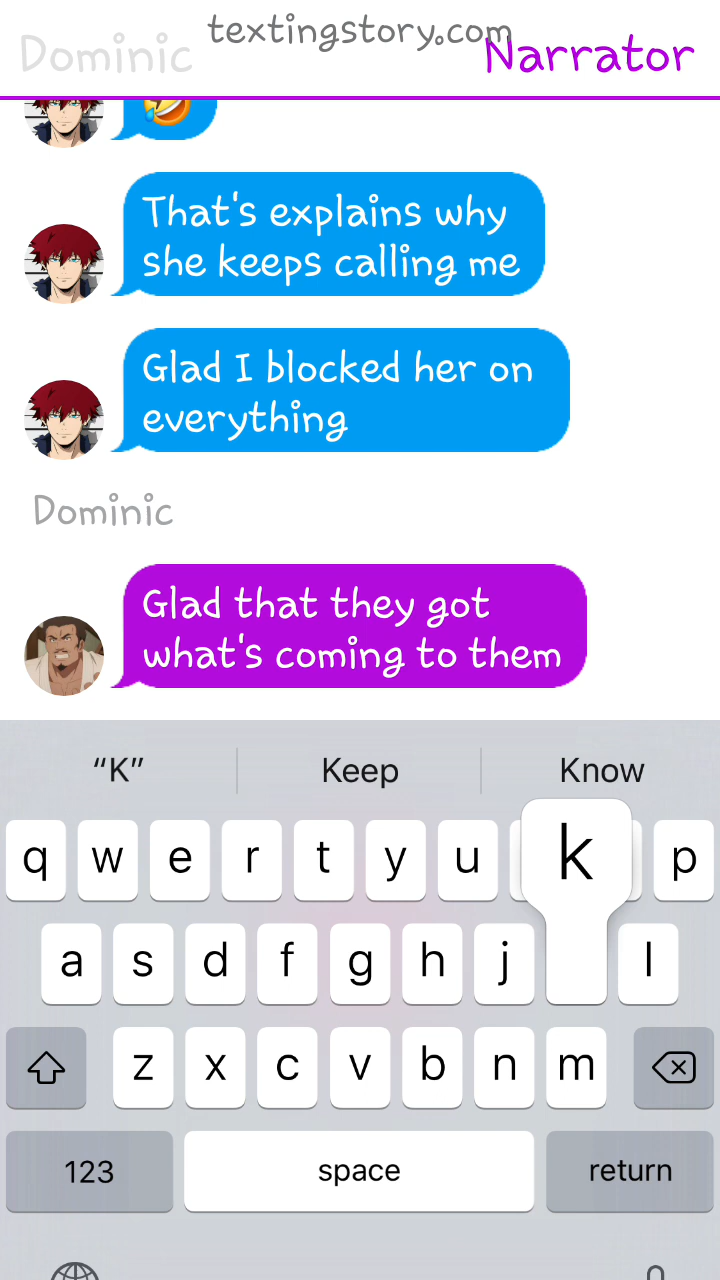 textingstory.com
Dominic Narrator
That's explains why
she keeps calling me
Glad I blocked her on
everything
Dominic
Glad that they got
what's coming to them
“K” Keep Know
q w e r t y u k p
a s d f g h j l
z x c v b n m
123 space return